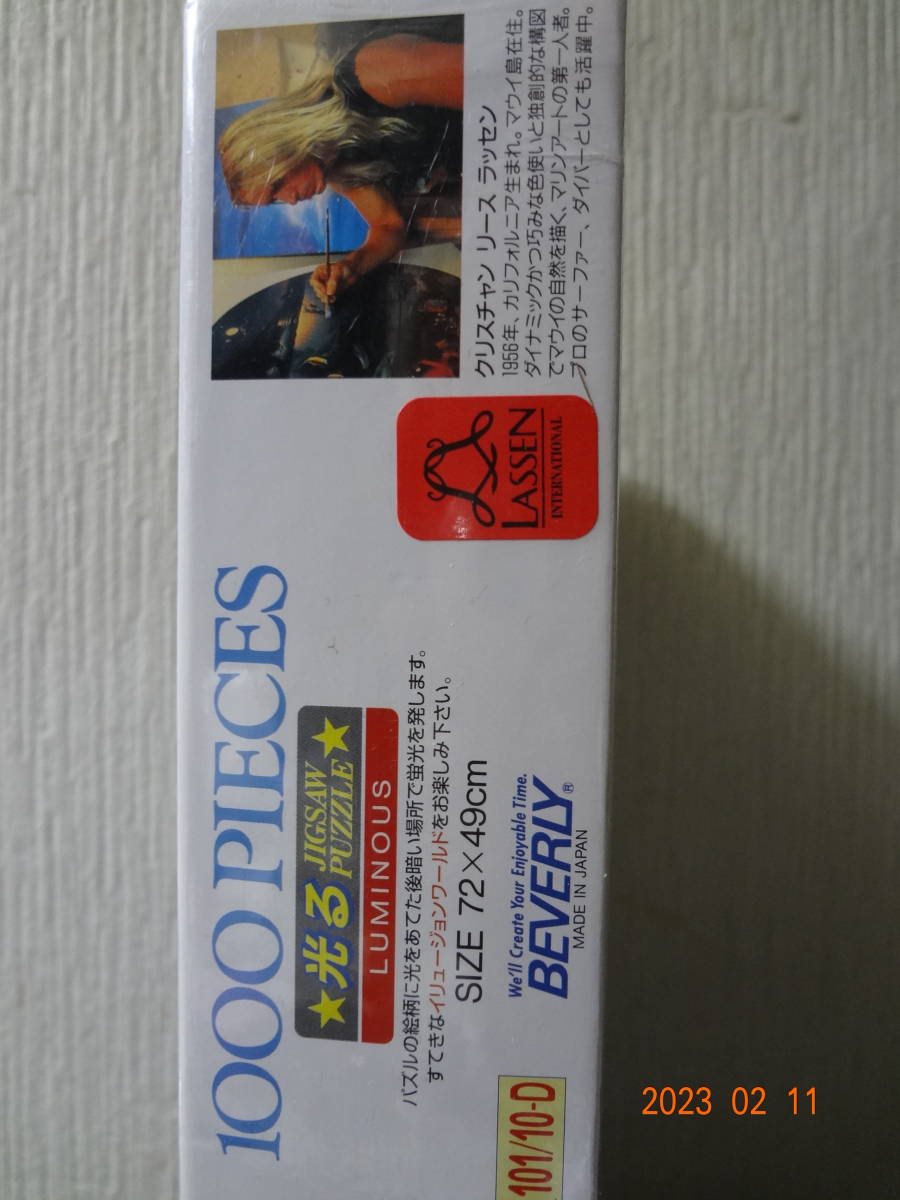 1000 PIECES
★光る JIGSAW PUZZLE★
LUMINOUS
パズルの絵柄に光をあてた後暗い場所で蛍光を発します。
すてきなイリュージョンワールドをお楽しみ下さい。
SIZE 72×49cm
We'll Create Your Enjoyable Time.
BEVERLY®
MADE IN JAPAN
101/10-D
LASSEN
INTERNATIONAL
クリスチャン リース ラッセン
1956年、カリフォルニア生まれ。マウイ島在住。
ダイナミックかつ巧みな色使いと独創的な構図
でマウイの自然を描く、マリンアートの第一人者。
プロのサーファー、ダイバーとしても活躍中。
2023 02 11